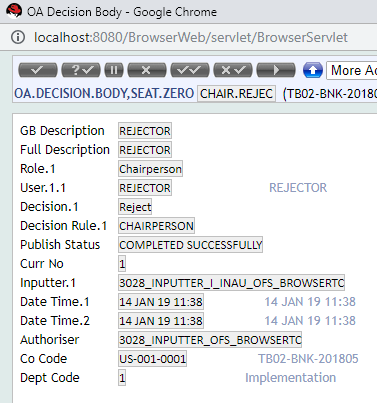 OA Decision Body - Google Chrome
localhost:8080/BrowserWeb/servlet/BrowserServlet
More Ac
OA.DECISION.BODY,SEAT.ZERO CHAIR.REJEC (TB02-BNK-201805
GB Description REJECTOR
Full Description REJECTOR
Role.1 Chairperson
User.1.1 REJECTOR REJECTOR
Decision.1 Reject
Decision Rule.1 CHAIRPERSON
Publish Status COMPLETED SUCCESSFULLY
Curr No 1
Inputter.1 3028_INPUTTER_I_INAU_OFS_BROWSERTC
Date Time.1 14 JAN 19 11:38 14 JAN 19 11:38
Date Time.2 14 JAN 19 11:38 14 JAN 19 11:38
Authoriser 3028_INPUTTER_OFS_BROWSERTC
Co Code US-001-0001 TB02-BNK-201805
Dept Code 1 Implementation